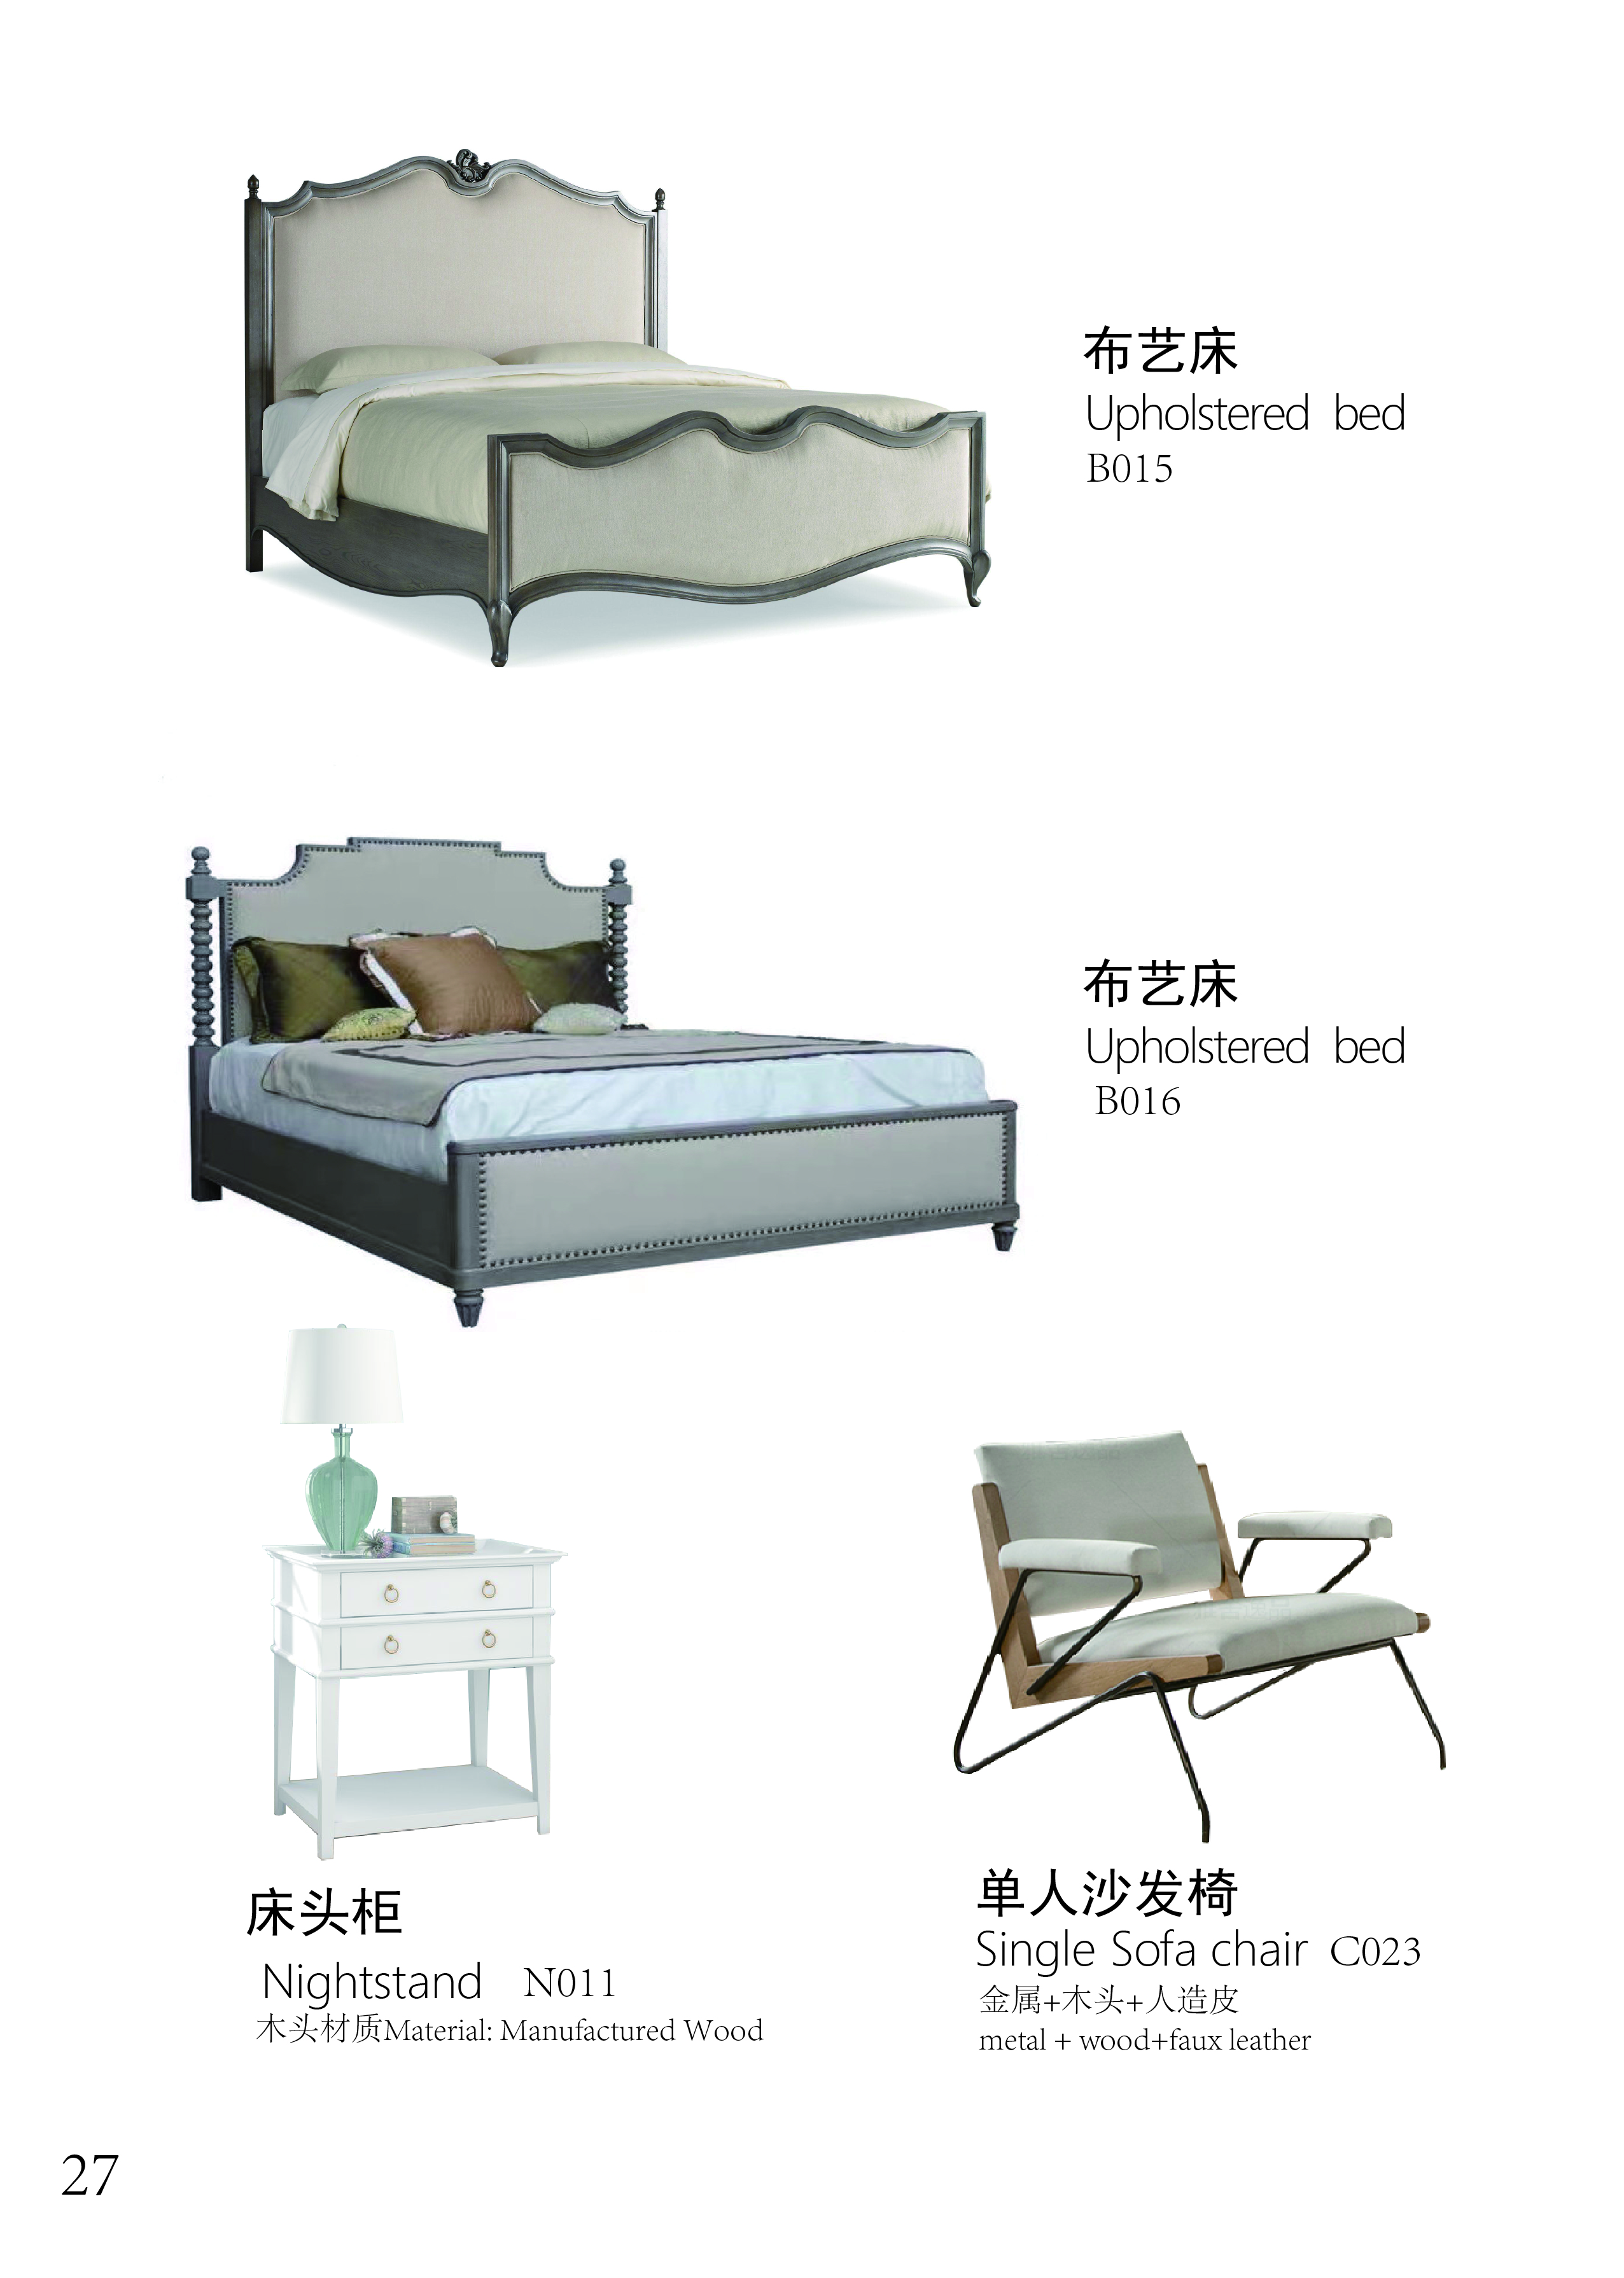 布艺床
Upholstered bed
B015
布艺床
Upholstered bed
B016
床头柜
Nightstand N011
木头材质Material: Manufactured Wood
单人沙发椅
Single Sofa chair C023
金属+木头+人造皮
metal + wood+faux leather
27